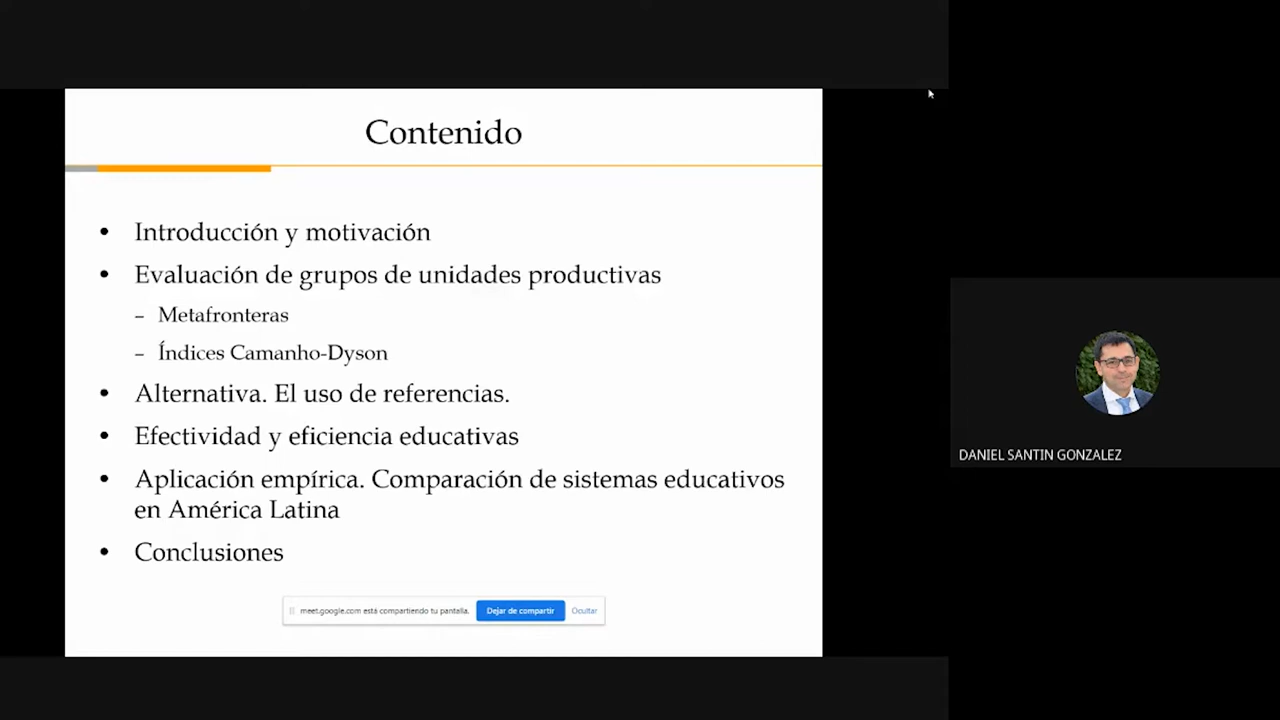 Contenido
• Introducción y motivación
• Evaluación de grupos de unidades productivas
– Metafronteras
– Índices Camanho-Dyson
• Alternativa. El uso de referencias.
• Efectividad y eficiencia educativas
• Aplicación empírica. Comparación de sistemas educativos
en América Latina
• Conclusiones
meet.google.com está compartiendo tu pantalla. Dejar de compartir Ocultar
DANIEL SANTIN GONZALEZ